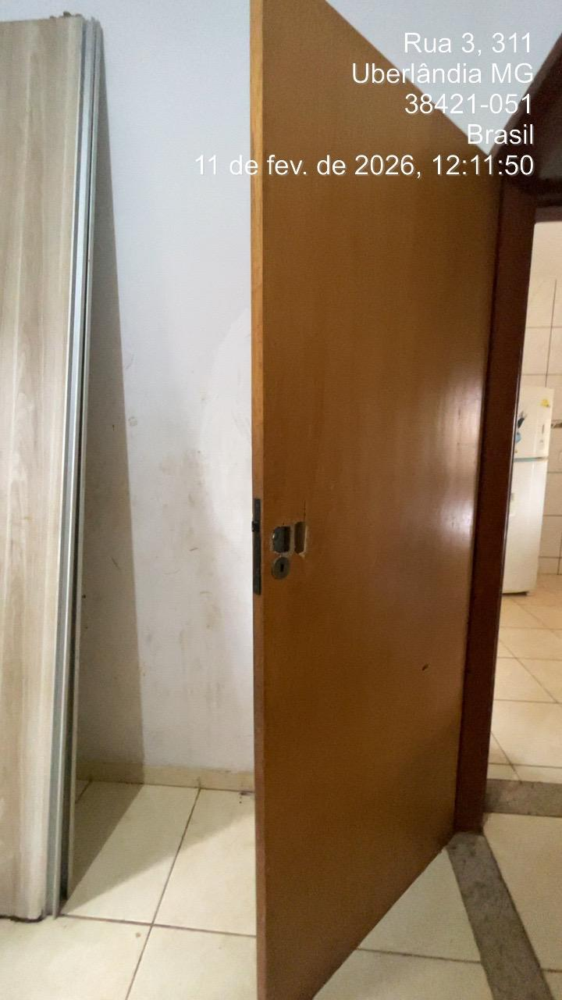 Rua 3, 311
Uberlândia MG
38421-051
Brasil
11 de fev. de 2026, 12:11:50